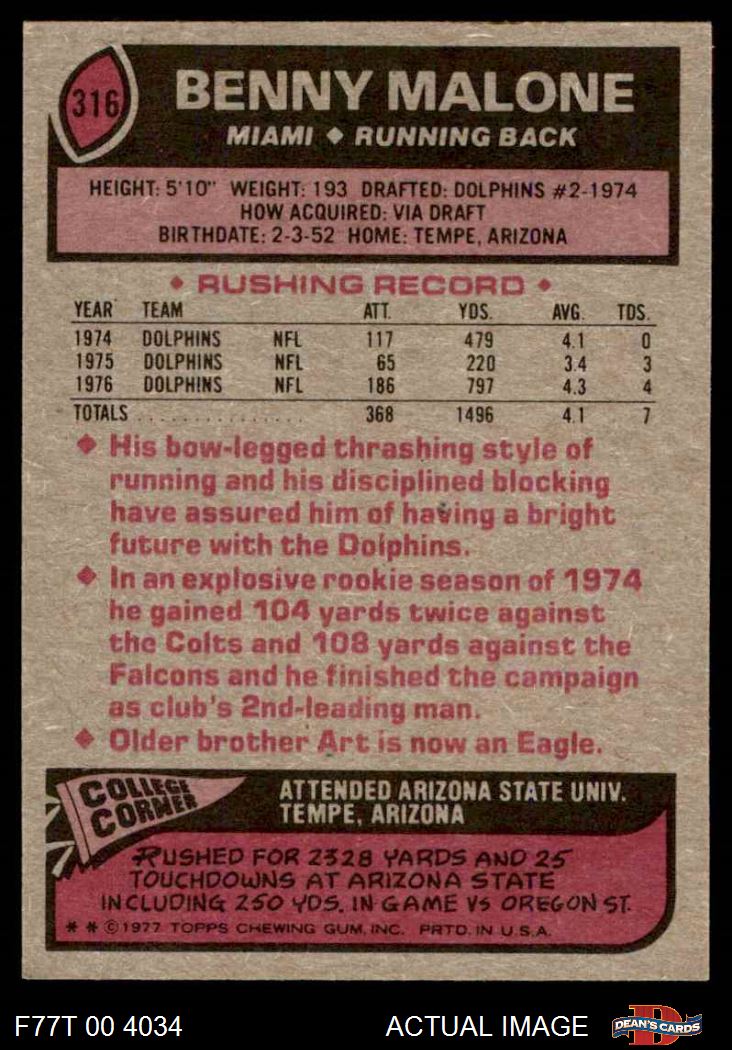 316
BENNY MALONE
MIAMI ◆ RUNNING BACK
HEIGHT: 5'10" WEIGHT: 193 DRAFTED: DOLPHINS #2-1974
HOW ACQUIRED: VIA DRAFT
BIRTHDATE: 2-3-52 HOME: TEMPE, ARIZONA
◆ RUSHING RECORD ◆
YEAR TEAM ATT. YDS. AVG. TDS.
1974 DOLPHINS NFL 117 479 4.1 0
1975 DOLPHINS NFL 65 220 3.4 3
1976 DOLPHINS NFL 186 797 4.3 4
TOTALS . . . . . . . . . . . . . . 368 1496 4.1 7
◆ His bow-legged thrashing style of
running and his disciplined blocking
have assured him of having a bright
future with the Dolphins.
◆ In an explosive rookie season of 1974
he gained 104 yards twice against
the Colts and 108 yards against the
Falcons and he finished the campaign
as club's 2nd-leading man.
◆ Older brother Art is now an Eagle.
COLLEGE
CORNER
ATTENDED ARIZONA STATE UNIV.
TEMPE, ARIZONA
RUSHED FOR 2328 YARDS AND 25
TOUCHDOWNS AT ARIZONA STATE
INCLUDING 250 YDS. IN GAME VS OREGON ST.
* * © 1977 TOPPS CHEWING GUM, INC. PRTD. IN U.S.A.
F77T 00 4034
ACTUAL IMAGE
D
DEAN'S CARDS